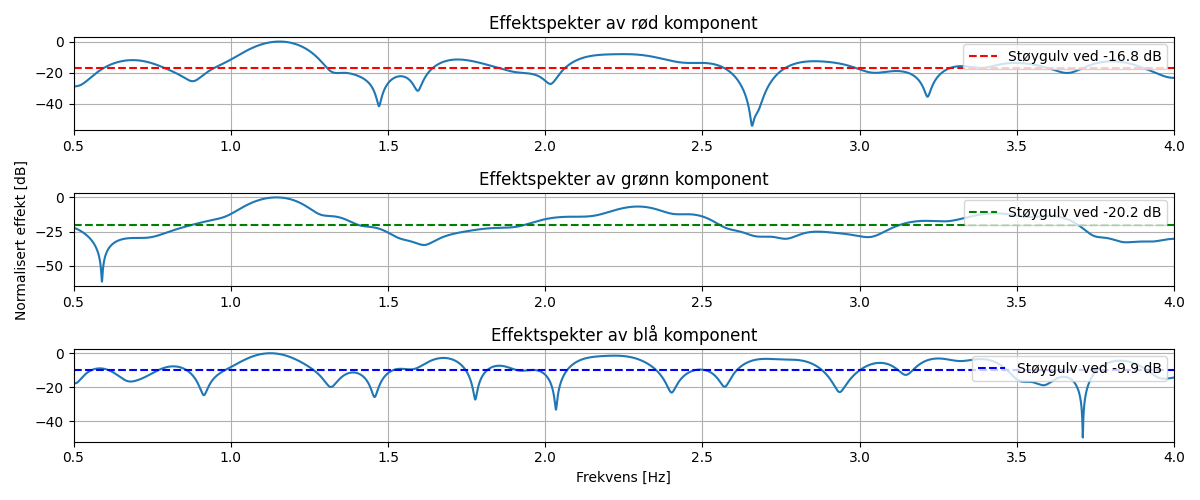 Effektspekter av rød komponent
0
−20
−40
Støygulv ved -16.8 dB
0.5 1.0 1.5 2.0 2.5 3.0 3.5 4.0
Effektspekter av grønn komponent
Normalisert effekt [dB]
0
−25
−50
Støygulv ved -20.2 dB
0.5 1.0 1.5 2.0 2.5 3.0 3.5 4.0
Effektspekter av blå komponent
0
−20
−40
Støygulv ved -9.9 dB
0.5 1.0 1.5 2.0 2.5 3.0 3.5 4.0
Frekvens [Hz]